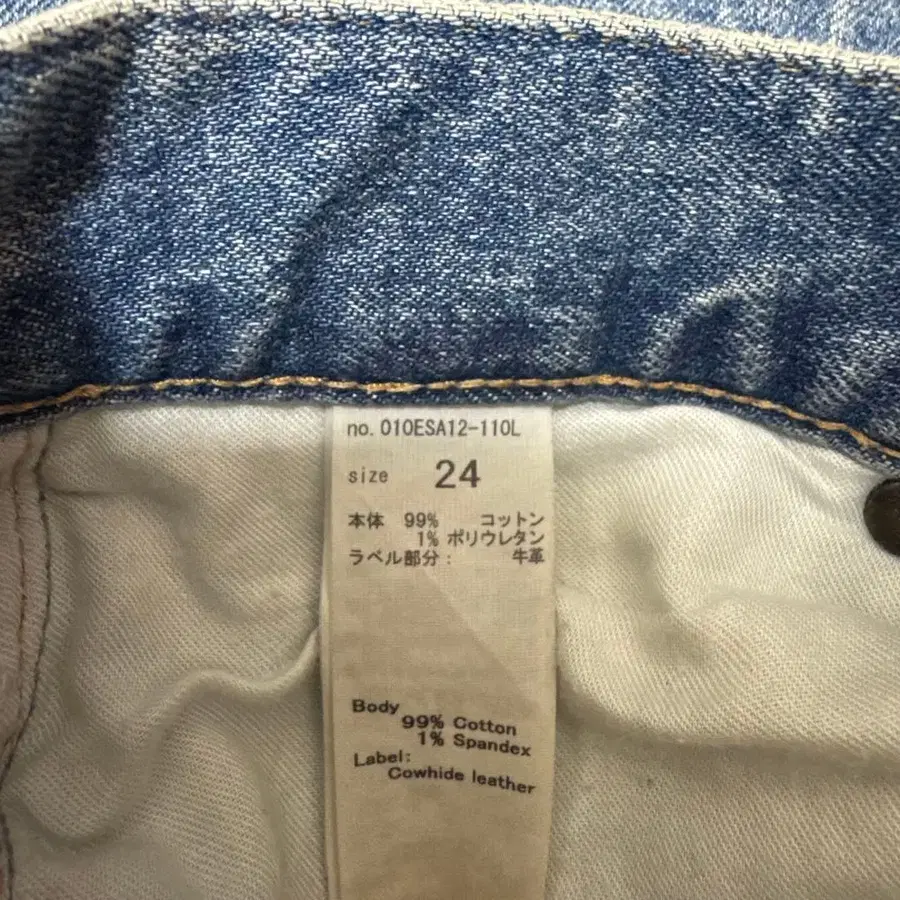 no. 010ESA12-110L
size 24
本体 99% コットン
1% ポリウレタン
ラベル部分: 牛革
Body
99% Cotton
1% Spandex
Label:
Cowhide leather